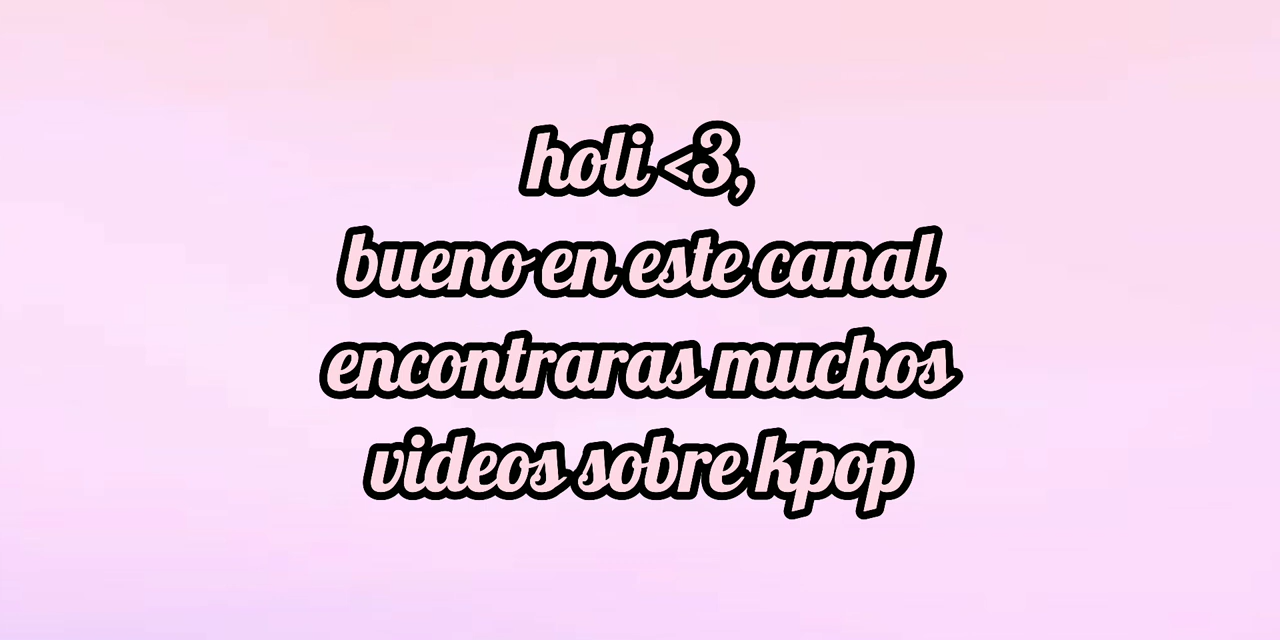 holi <3,
bueno en este canal
encontraras muchos
videos sobre kpop